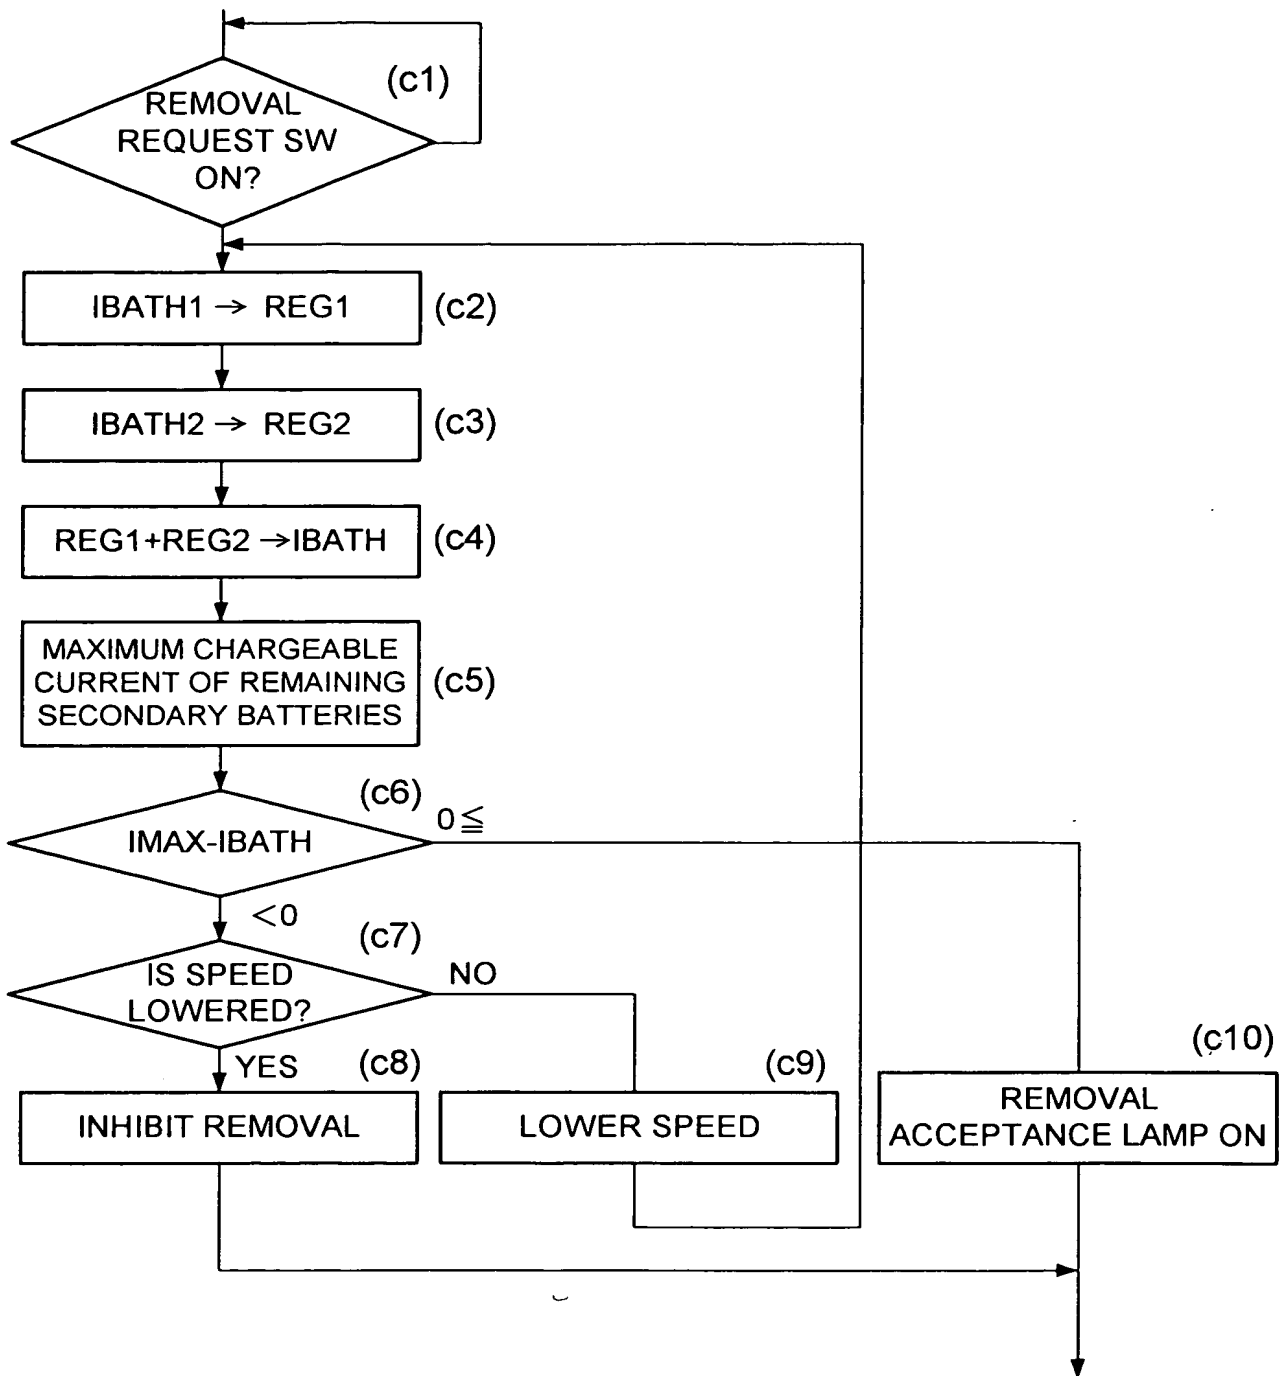 (c1)
REMOVAL
REQUEST SW
ON?
IBATH1 → REG1
(c2)
IBATH2 → REG2
(c3)
REG1+REG2 →IBATH
(c4)
MAXIMUM CHARGEABLE
CURRENT OF REMAINING
SECONDARY BATTERIES
(c5)
(c6)
IMAX-IBATH
0≦
<0
(c7)
IS SPEED
LOWERED?
NO
YES
(c8)
INHIBIT REMOVAL
(c9)
LOWER SPEED
(c10)
REMOVAL
ACCEPTANCE LAMP ON